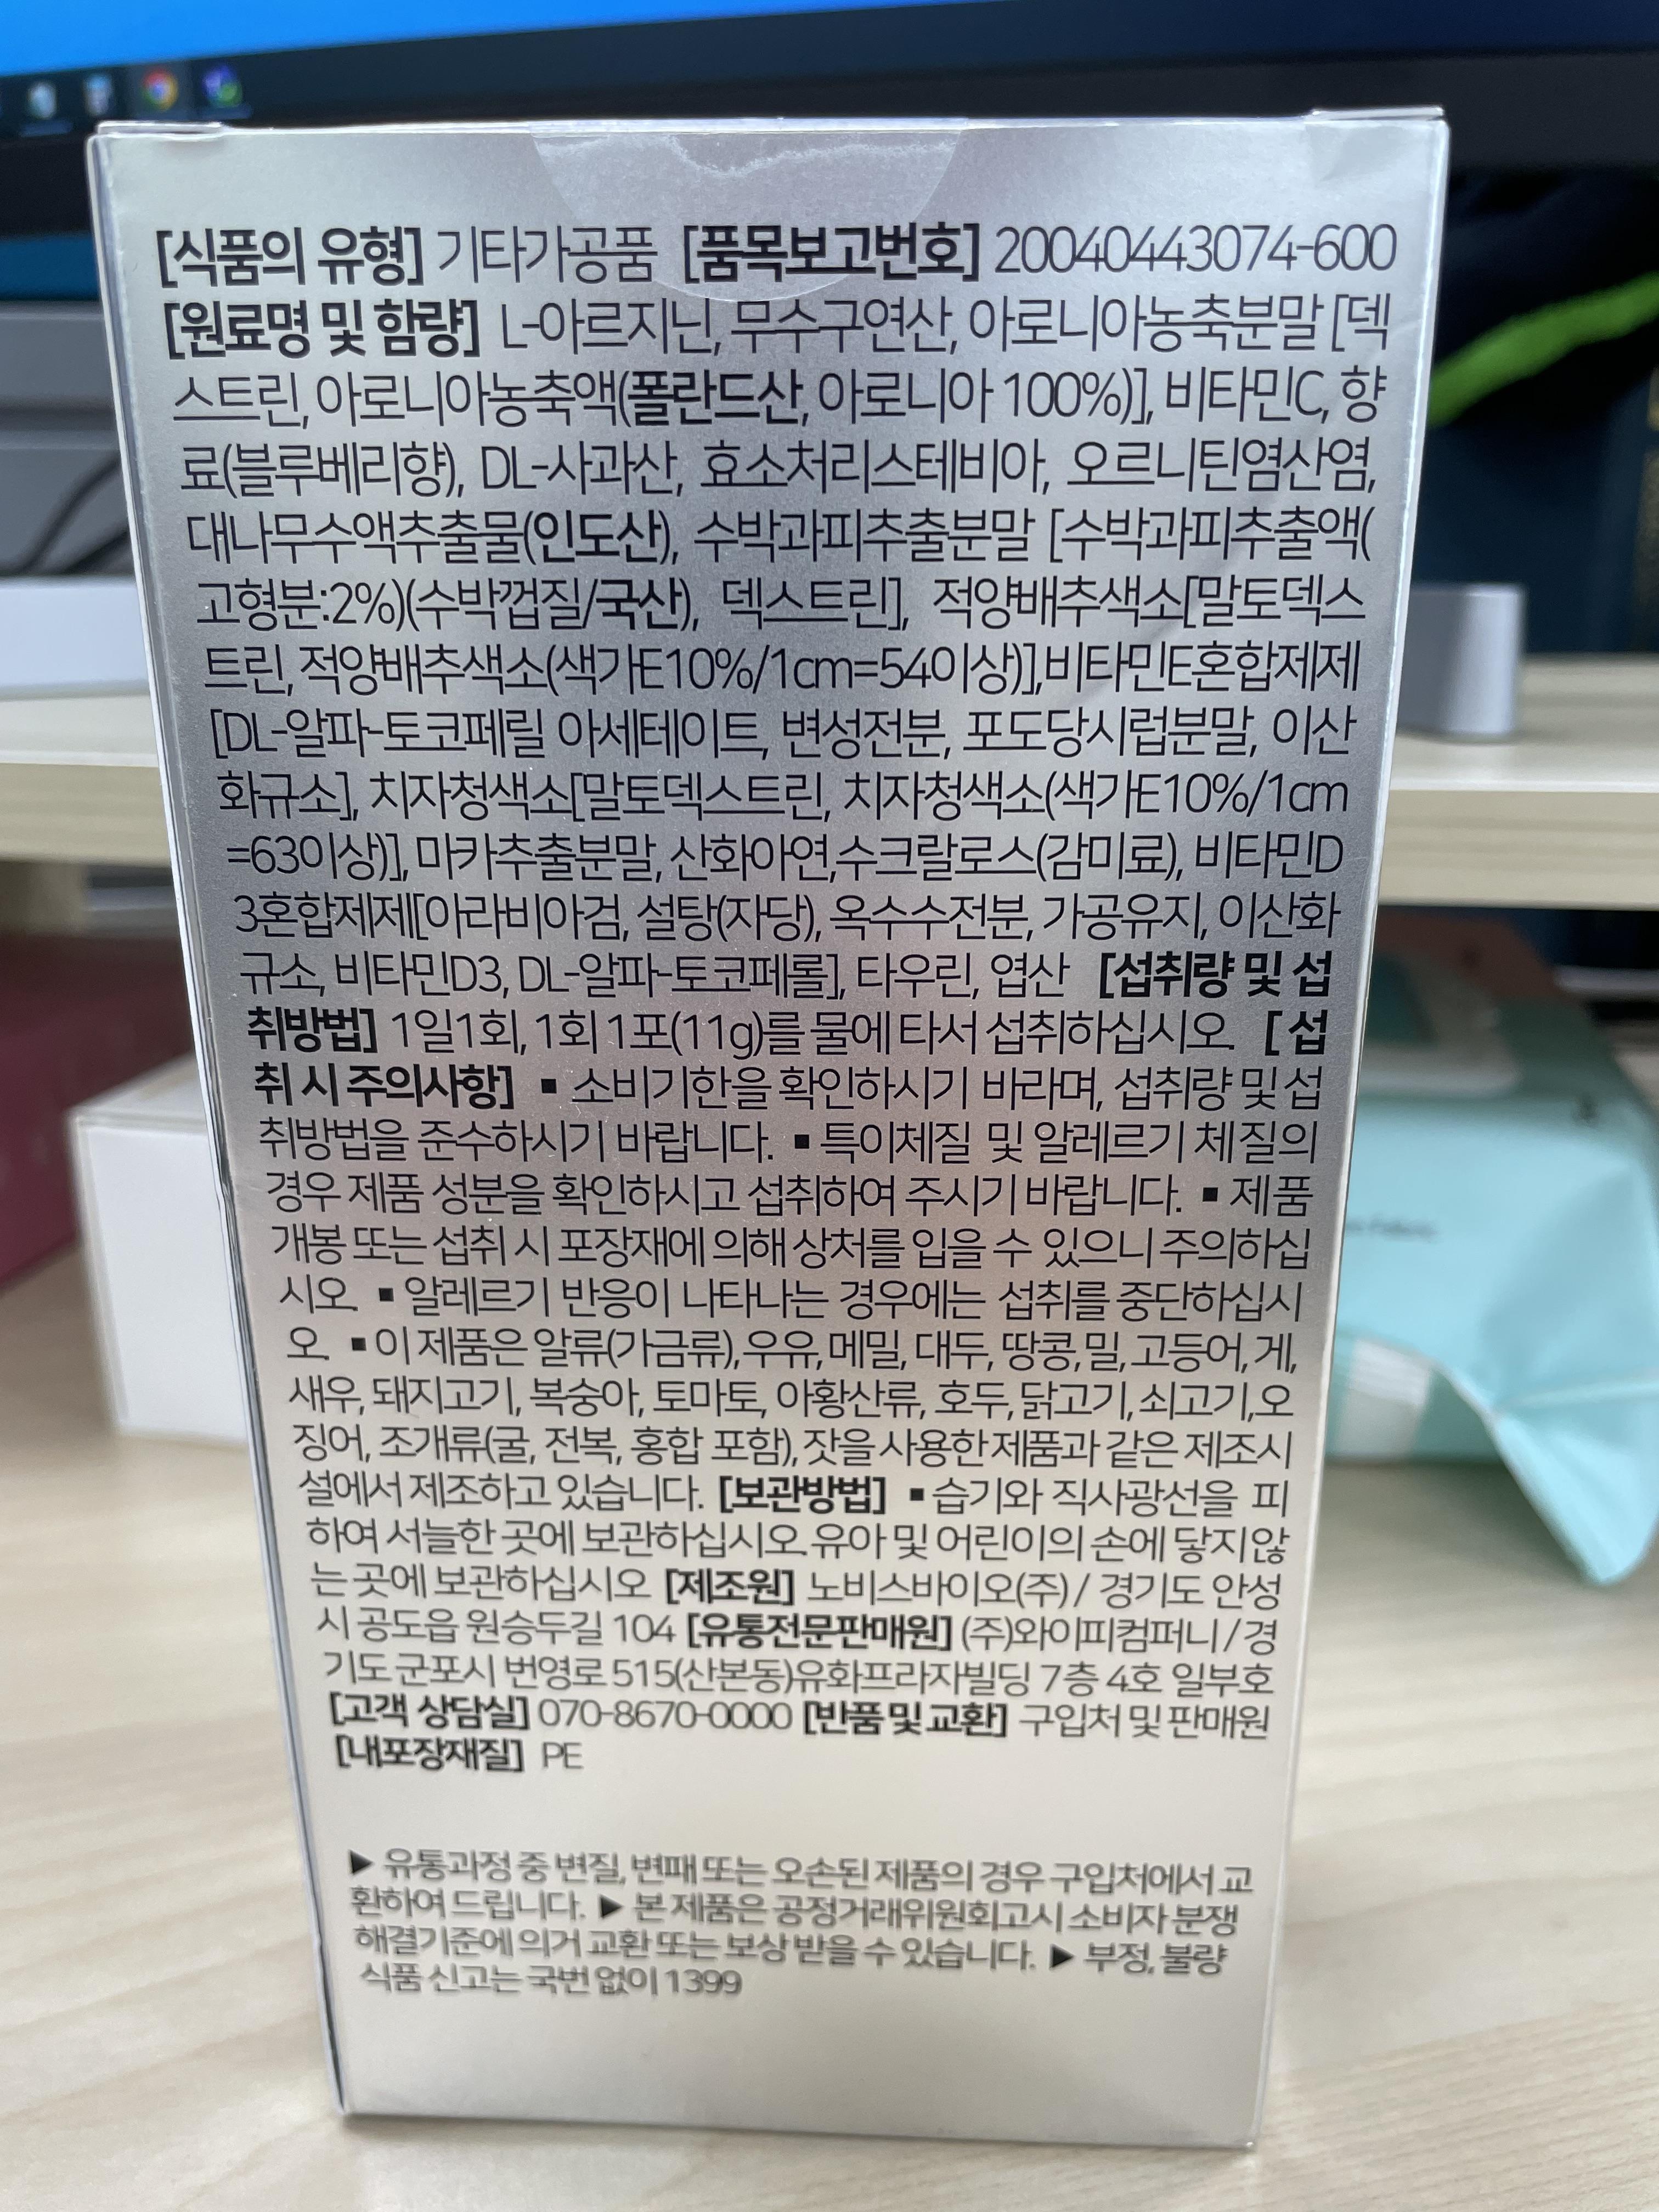 [식품의 유형] 기타가공품 [품목보고번호] 20040443074-600
[원료명 및 함량] L-아르지닌, 무수구연산, 아로니아농축분말 [덱
스트린, 아로니아농축액(폴란드산, 아로니아 100%)], 비타민C, 향
료(블루베리향), DL-사과산, 효소처리스테비아, 오르니틴염산염,
대나무수액추출물(인도산), 수박과피추출분말 [수박과피추출액(
고형분:2%)(수박껍질/국산), 덱스트린], 적양배추색소[말토덱스
트린, 적양배추색소(색가E10%/1cm=54이상)],비타민E혼합제제
[DL-알파-토코페릴 아세테이트, 변성전분, 포도당시럽분말, 이산
화규소], 치자청색소[말토덱스트린, 치자청색소(색가E10%/1cm
=63이상)], 마카추출분말, 산화아연,수크랄로스(감미료), 비타민D
3혼합제제[아라비아검, 설탕(자당), 옥수수전분, 가공유지, 이산화
규소, 비타민D3, DL-알파-토코페롤], 타우린, 엽산 [섭취량 및 섭
취방법] 1일1회, 1회 1포(11g)를 물에 타서 섭취하십시오. [섭
취 시 주의사항] ▪ 소비기한을 확인하시기 바라며, 섭취량 및 섭
취방법을 준수하시기 바랍니다. ▪ 특이체질 및 알레르기 체질의
경우 제품 성분을 확인하시고 섭취하여 주시기 바랍니다. ▪ 제품
개봉 또는 섭취 시 포장재에 의해 상처를 입을 수 있으니 주의하십
시오. ▪ 알레르기 반응이 나타나는 경우에는 섭취를 중단하십시
오. ▪ 이 제품은 알류(가금류),우유,메밀, 대두, 땅콩,밀,고등어,게,
새우, 돼지고기, 복숭아, 토마토, 아황산류, 호두,닭고기,쇠고기,오
징어, 조개류(굴, 전복, 홍합 포함), 잣을 사용한 제품과 같은 제조시
설에서 제조하고 있습니다. [보관방법] ▪ 습기와 직사광선을 피
하여 서늘한 곳에 보관하십시오.유아 및 어린이의 손에 닿지 않
는 곳에 보관하십시오 [제조원] 노비스바이오(주) / 경기도 안성
시 공도읍 원승두길 104 [유통전문판매원] (주)와이피컴퍼니 / 경
기도 군포시 번영로 515(산본동)유화프라자빌딩 7층 4호 일부호
[고객 상담실] 070-8670-0000 [반품 및 교환] 구입처 및 판매원
[내포장재질] PE
▶ 유통과정 중 변질, 변패 또는 오손된 제품의 경우 구입처에서 교
환하여 드립니다. ▶ 본 제품은 공정거래위원회고시 소비자 분쟁
해결기준에 의거 교환 또는 보상 받을 수 있습니다. ▶ 부정, 불량
식품 신고는 국번 없이 1399